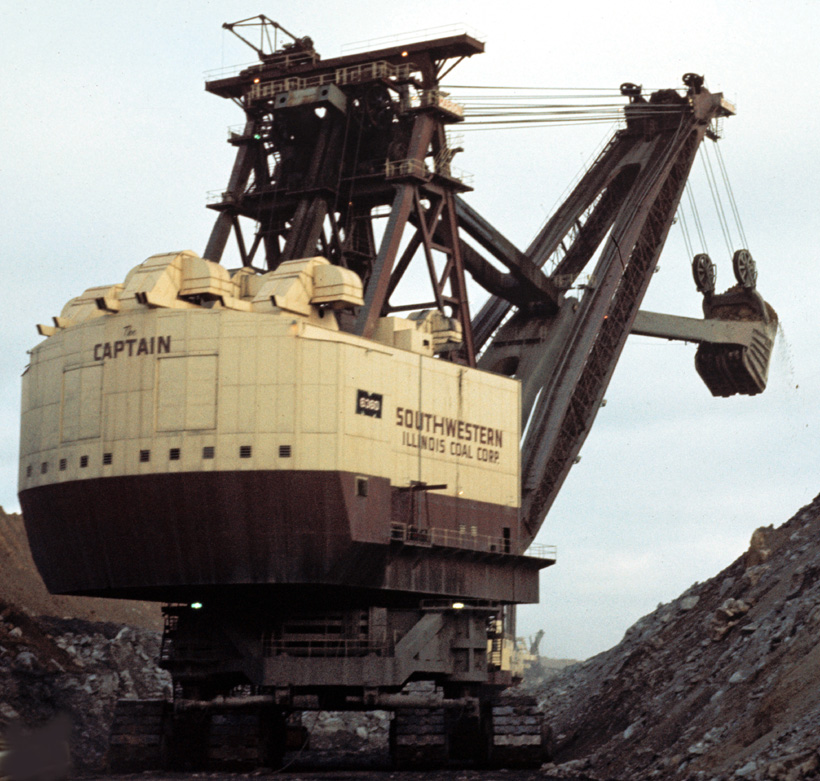 The
CAPTAIN
6360
SOUTHWESTERN
ILLINOIS COAL CORP.